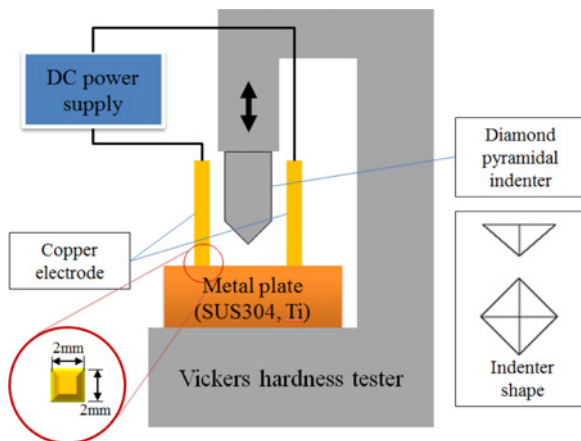 DC power
supply
Diamond
pyramidal
indenter
Copper
electrode
Metal plate
(SUS304, Ti)
2mm
2mm
Vickers hardness tester
Indenter
shape